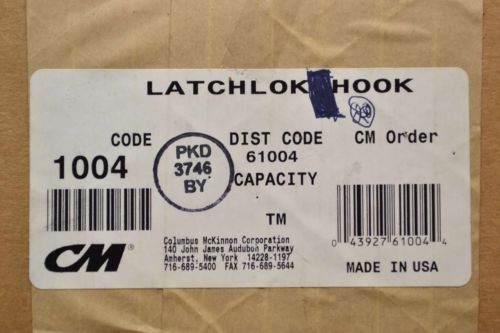 LATCHLOK HOOK
CODE
1004
PKD
3746
BY
DIST CODE
61004
CAPACITY
CM Order
TM
CM®
Columbus McKinnon Corporation
140 John James Audubon Parkway
Amherst, New York 14228-1197
716-689-5400 FAX 716-689-5644
0 43927 61004 4
MADE IN USA